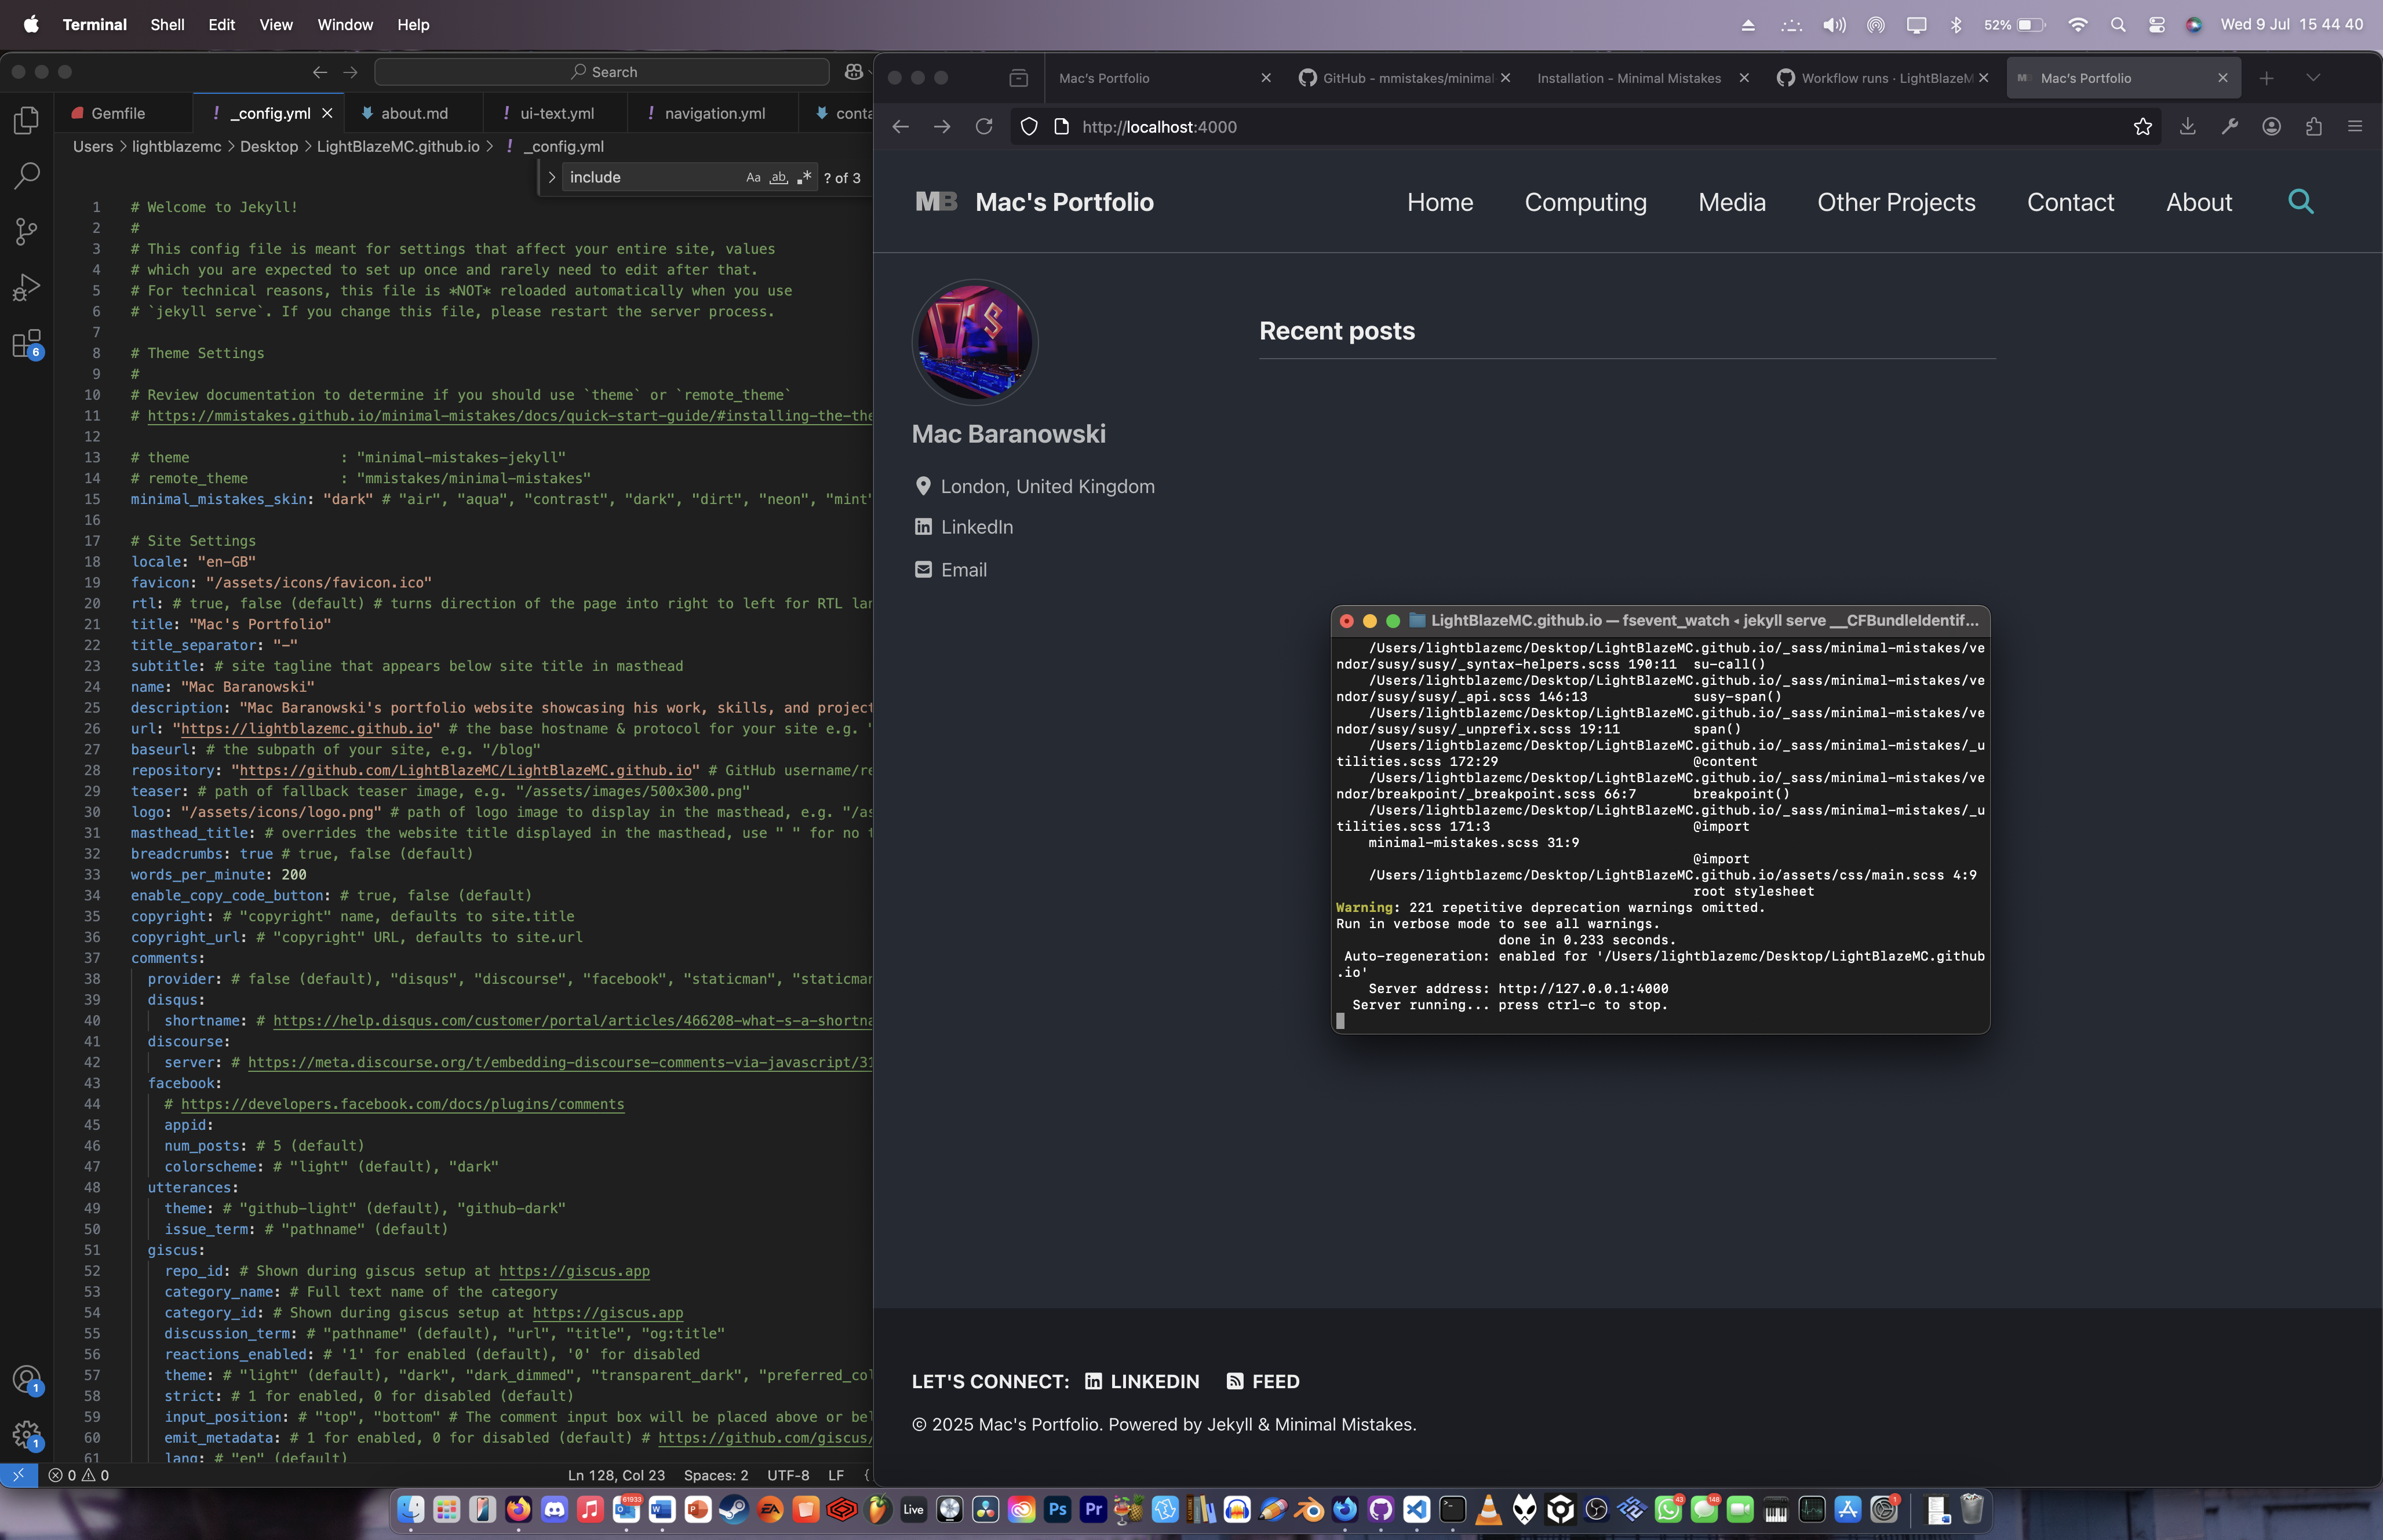 Terminal Shell Edit View Window Help 52% Wed 9 Jul 15 44 40
Search
Gemfile ! _config.yml about.md ! ui-text.yml ! navigation.yml conta
Users > lightblazemc > Desktop > LightBlazeMC.github.io > ! _config.yml
include Aa ab ? of 3
1 # Welcome to Jekyll!
2 #
3 # This config file is meant for settings that affect your entire site, values
4 # which you are expected to set up once and rarely need to edit after that.
5 # For technical reasons, this file is *NOT* reloaded automatically when you use
6 # `jekyll serve`. If you change this file, please restart the server process.
7
8 # Theme Settings
9 #
10 # Review documentation to determine if you should use `theme` or `remote_theme`
11 # https://mmistakes.github.io/minimal-mistakes/docs/quick-start-guide/#installing-the-the
12
13 # theme : "minimal-mistakes-jekyll"
14 # remote_theme : "mmistakes/minimal-mistakes"
15 minimal_mistakes_skin: "dark" # "air", "aqua", "contrast", "dark", "dirt", "neon", "mint"
16
17 # Site Settings
18 locale: "en-GB"
19 favicon: "/assets/icons/favicon.ico"
20 rtl: # true, false (default) # turns direction of the page into right to left for RTL lan
21 title: "Mac's Portfolio"
22 title_separator: "-"
23 subtitle: # site tagline that appears below site title in masthead
24 name: "Mac Baranowski"
25 description: "Mac Baranowski's portfolio website showcasing his work, skills, and project
26 url: "https://lightblazemc.github.io" # the base hostname & protocol for your site e.g. "
27 baseurl: # the subpath of your site, e.g. "/blog"
28 repository: "https://github.com/LightBlazeMC/LightBlazeMC.github.io" # GitHub username/re
29 teaser: # path of fallback teaser image, e.g. "/assets/images/500x300.png"
30 logo: "/assets/icons/logo.png" # path of logo image to display in the masthead, e.g. "/as
31 masthead_title: # overrides the website title displayed in the masthead, use " " for no t
32 breadcrumbs: true # true, false (default)
33 words_per_minute: 200
34 enable_copy_code_button: # true, false (default)
35 copyright: # "copyright" name, defaults to site.title
36 copyright_url: # "copyright" URL, defaults to site.url
37 comments:
38 provider: # false (default), "disqus", "discourse", "facebook", "staticman", "staticman
39 disqus:
40 shortname: # https://help.disqus.com/customer/portal/articles/466208-what-s-a-shortna
41 discourse:
42 server: # https://meta.discourse.org/t/embedding-discourse-comments-via-javascript/31
43 facebook:
44 # https://developers.facebook.com/docs/plugins/comments
45 appid:
46 num_posts: # 5 (default)
47 colorscheme: # "light" (default), "dark"
48 utterances:
49 theme: # "github-light" (default), "github-dark"
50 issue_term: # "pathname" (default)
51 giscus:
52 repo_id: # Shown during giscus setup at https://giscus.app
53 category_name: # Full text name of the category
54 category_id: # Shown during giscus setup at https://giscus.app
55 discussion_term: # "pathname" (default), "url", "title", "og:title"
56 reactions_enabled: # '1' for enabled (default), '0' for disabled
57 theme: # "light" (default), "dark", "dark_dimmed", "transparent_dark", "preferred_col
58 strict: # 1 for enabled, 0 for disabled (default)
59 input_position: # "top", "bottom" # The comment input box will be placed above or bel
60 emit_metadata: # 1 for enabled, 0 for disabled (default) # https://github.com/giscus/
61 lang: # "en" (default)
6
1
1
0 0 Ln 128, Col 23 Spaces: 2 UTF-8 LF {
Mac's Portfolio GitHub - mmistakes/minimal Installation - Minimal Mistakes Workflow runs · LightBlazeM MB Mac's Portfolio
http://localhost:4000
MB Mac's Portfolio Home Computing Media Other Projects Contact About
Mac Baranowski
London, United Kingdom
LinkedIn
Email
Recent posts
LightBlazeMC.github.io — fsevent_watch ◂ jekyll serve __CFBundleIdentif...
/Users/lightblazemc/Desktop/LightBlazeMC.github.io/_sass/minimal-mistakes/ve
ndor/susy/susy/_syntax-helpers.scss 190:11 su-call()
/Users/lightblazemc/Desktop/LightBlazeMC.github.io/_sass/minimal-mistakes/ve
ndor/susy/susy/_api.scss 146:13 susy-span()
/Users/lightblazemc/Desktop/LightBlazeMC.github.io/_sass/minimal-mistakes/ve
ndor/susy/susy/_unprefix.scss 19:11 span()
/Users/lightblazemc/Desktop/LightBlazeMC.github.io/_sass/minimal-mistakes/_u
tilities.scss 172:29 @content
/Users/lightblazemc/Desktop/LightBlazeMC.github.io/_sass/minimal-mistakes/ve
ndor/breakpoint/_breakpoint.scss 66:7 breakpoint()
/Users/lightblazemc/Desktop/LightBlazeMC.github.io/_sass/minimal-mistakes/_u
tilities.scss 171:3 @import
minimal-mistakes.scss 31:9
@import
/Users/lightblazemc/Desktop/LightBlazeMC.github.io/assets/css/main.scss 4:9
root stylesheet
Warning: 221 repetitive deprecation warnings omitted.
Run in verbose mode to see all warnings.
done in 0.233 seconds.
Auto-regeneration: enabled for '/Users/lightblazemc/Desktop/LightBlazeMC.github
.io'
Server address: http://127.0.0.1:4000
Server running... press ctrl-c to stop.
LET'S CONNECT: LINKEDIN FEED
© 2025 Mac's Portfolio. Powered by Jekyll & Minimal Mistakes.
61933 EA Live Ps Pr 43 148 1